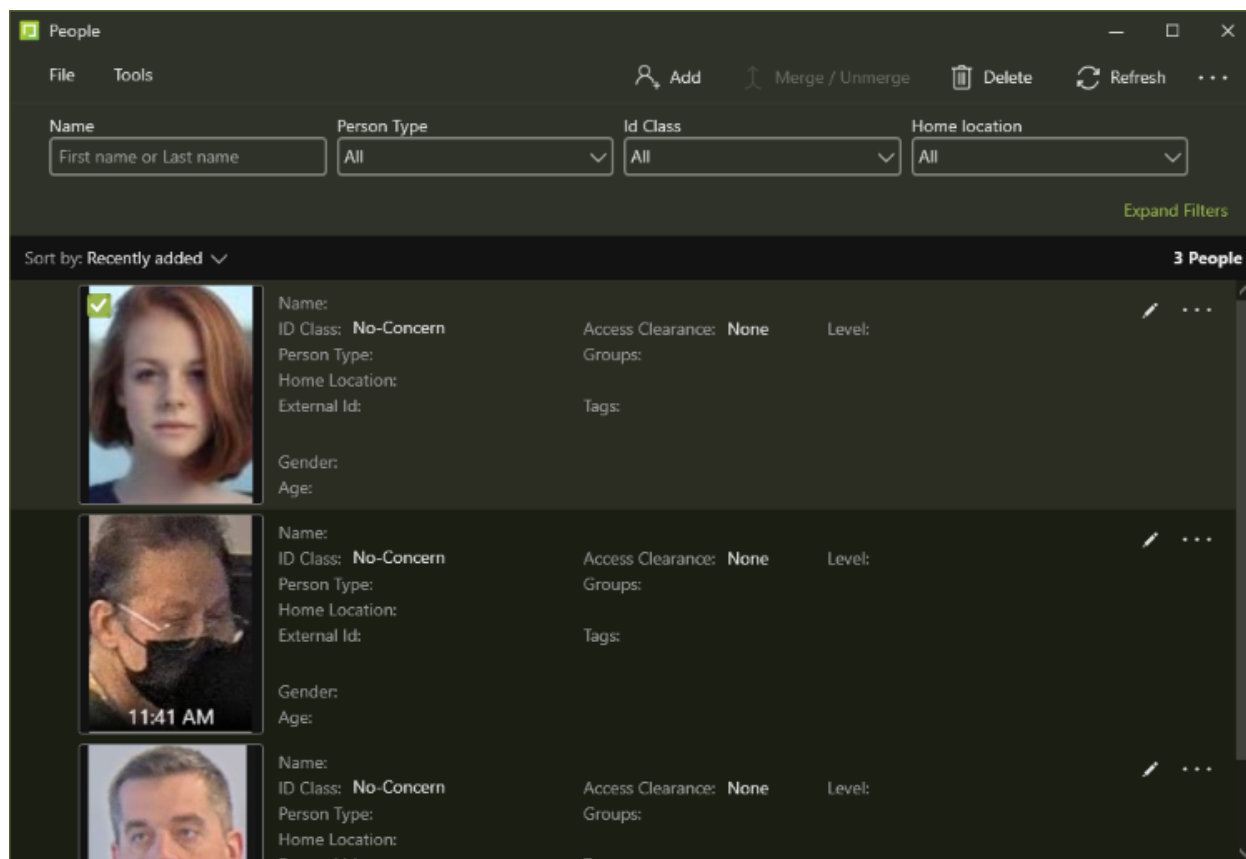 People
File Tools Add Merge / Unmerge Delete Refresh ...
Name Person Type Id Class Home location
First name or Last name All All All
Expand Filters
Sort by: Recently added 3 People
Name:
ID Class: No-Concern Access Clearance: None Level:
Person Type: Groups:
Home Location:
External Id: Tags:
Gender:
Age:
Name:
ID Class: No-Concern Access Clearance: None Level:
Person Type: Groups:
Home Location:
External Id: Tags:
Gender:
11:41 AM Age:
Name:
ID Class: No-Concern Access Clearance: None Level:
Person Type: Groups:
Home Location: